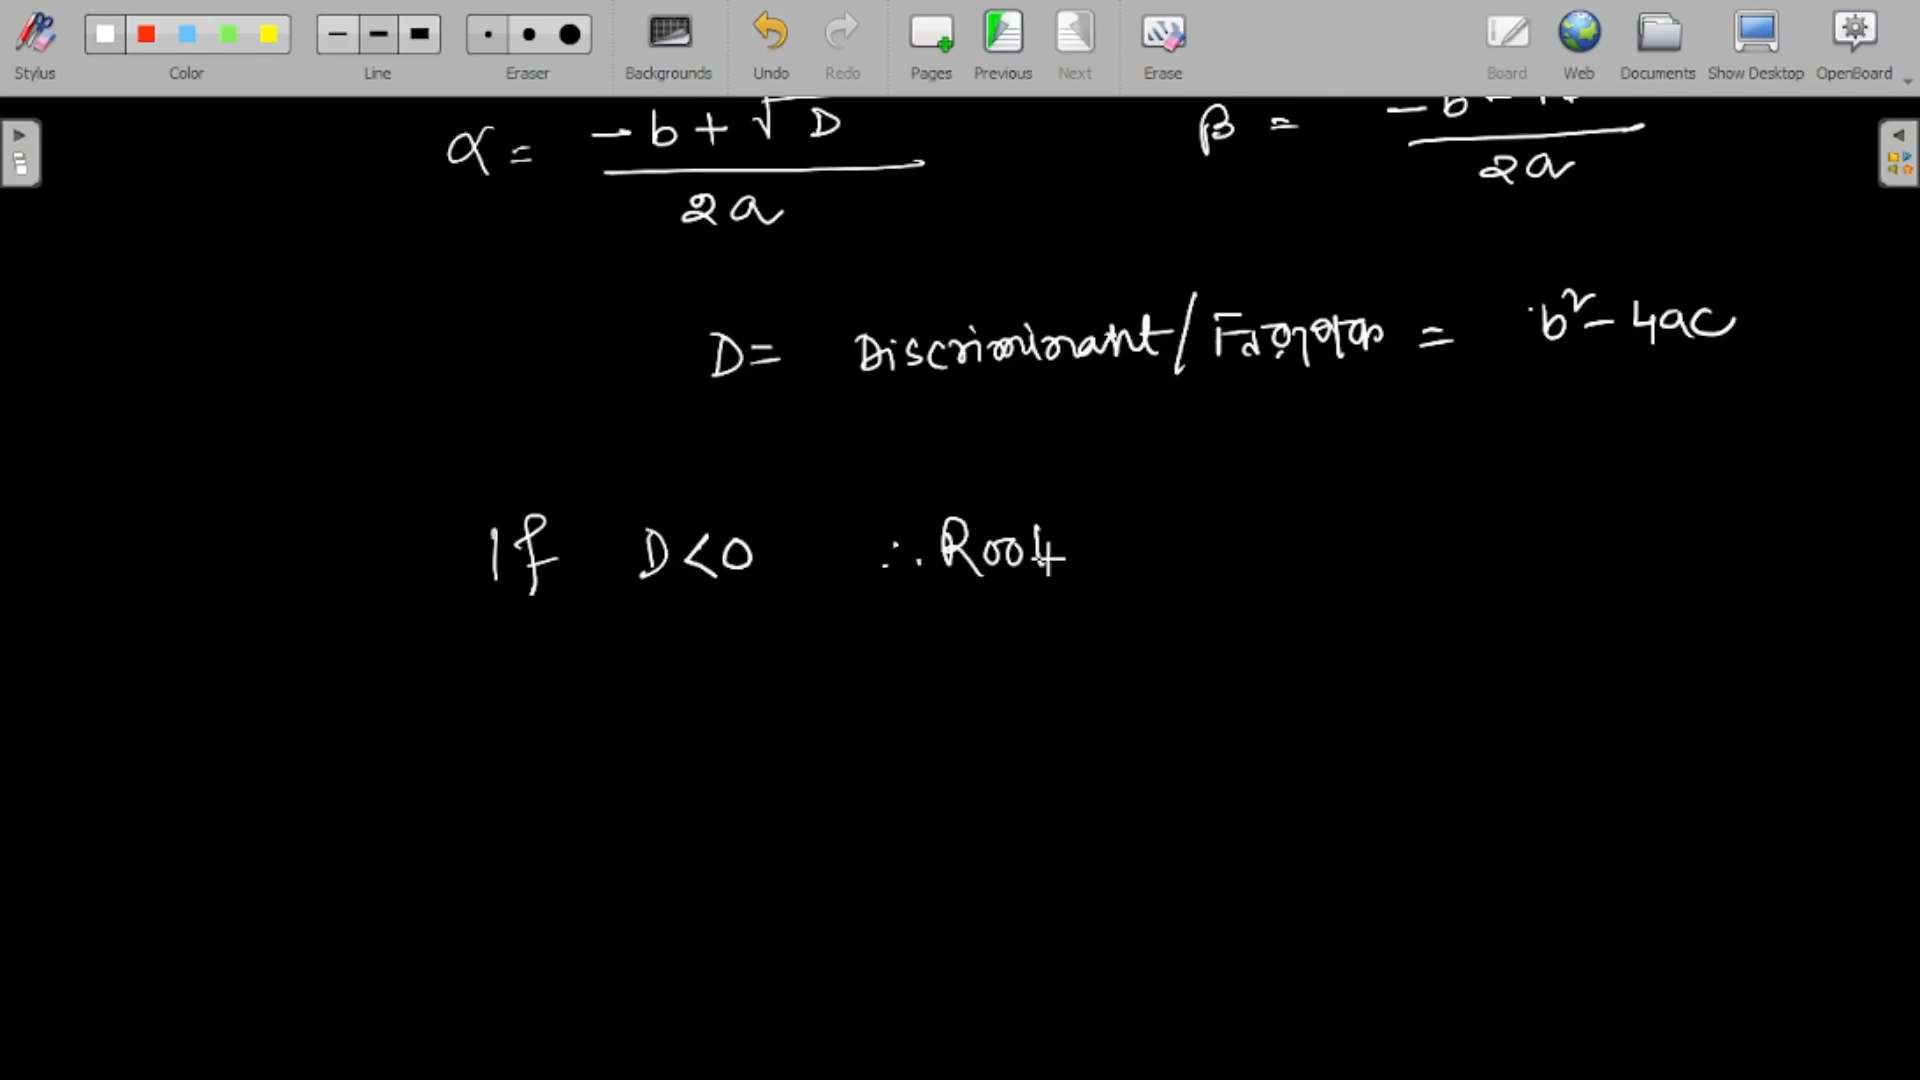 Stylus Color Line Eraser Backgrounds Undo Redo Pages Previous Next Erase Board Web Documents Show Desktop OpenBoard
α = -b + √D / 2a β = -b - / 2a
D = Discriminant / = b² - 4ac
If D < 0 ∴ Root